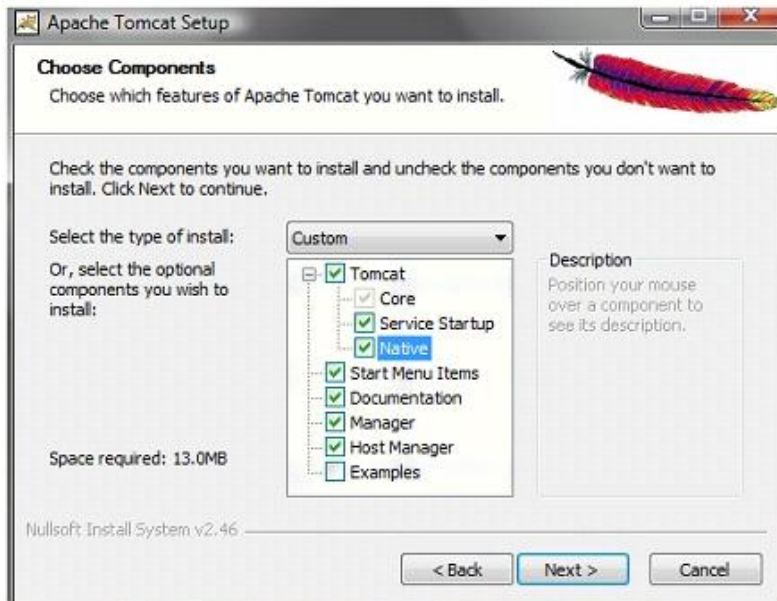 Apache Tomcat Setup
Choose Components
Choose which features of Apache Tomcat you want to install.
Check the components you want to install and uncheck the components you don't want to
install. Click Next to continue.
Select the type of install:
Custom
Or, select the optional
components you wish to
install:
Tomcat
Core
Service Startup
Native
Start Menu Items
Documentation
Manager
Host Manager
Examples
Description
Position your mouse
over a component to
see its description.
Space required: 13.0MB
Nullsoft Install System v2.46
< Back
Next >
Cancel